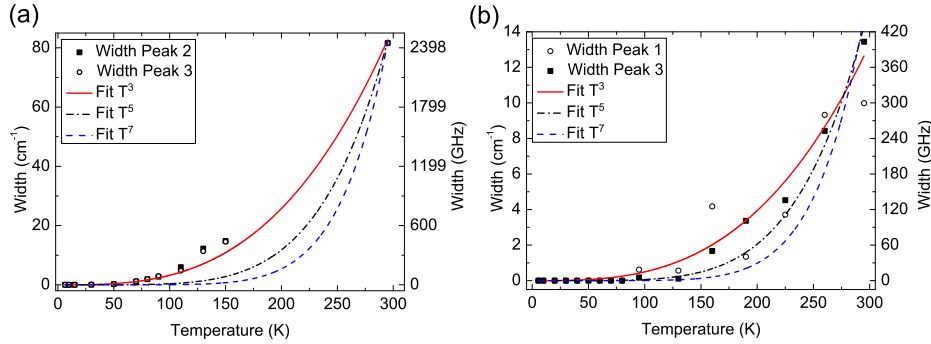 (a)
Width Peak 2
Width Peak 3
Fit T³
Fit T⁵
Fit T⁷
Width (cm⁻¹)
80
60
40
20
0
2398
1799
1199
600
0
Width (GHz)
0 50 100 150 200 250 300
Temperature (K)
(b)
Width Peak 1
Width Peak 3
Fit T³
Fit T⁵
Fit T⁷
Width (cm⁻¹)
14
12
10
8
6
4
2
0
420
360
300
240
180
120
60
0
Width (GHz)
0 50 100 150 200 250 300
Temperature (K)